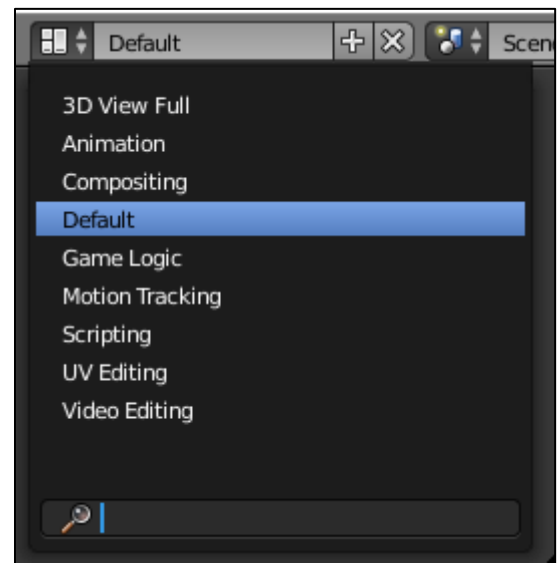 Default Scen
3D View Full
Animation
Compositing
Default
Game Logic
Motion Tracking
Scripting
UV Editing
Video Editing